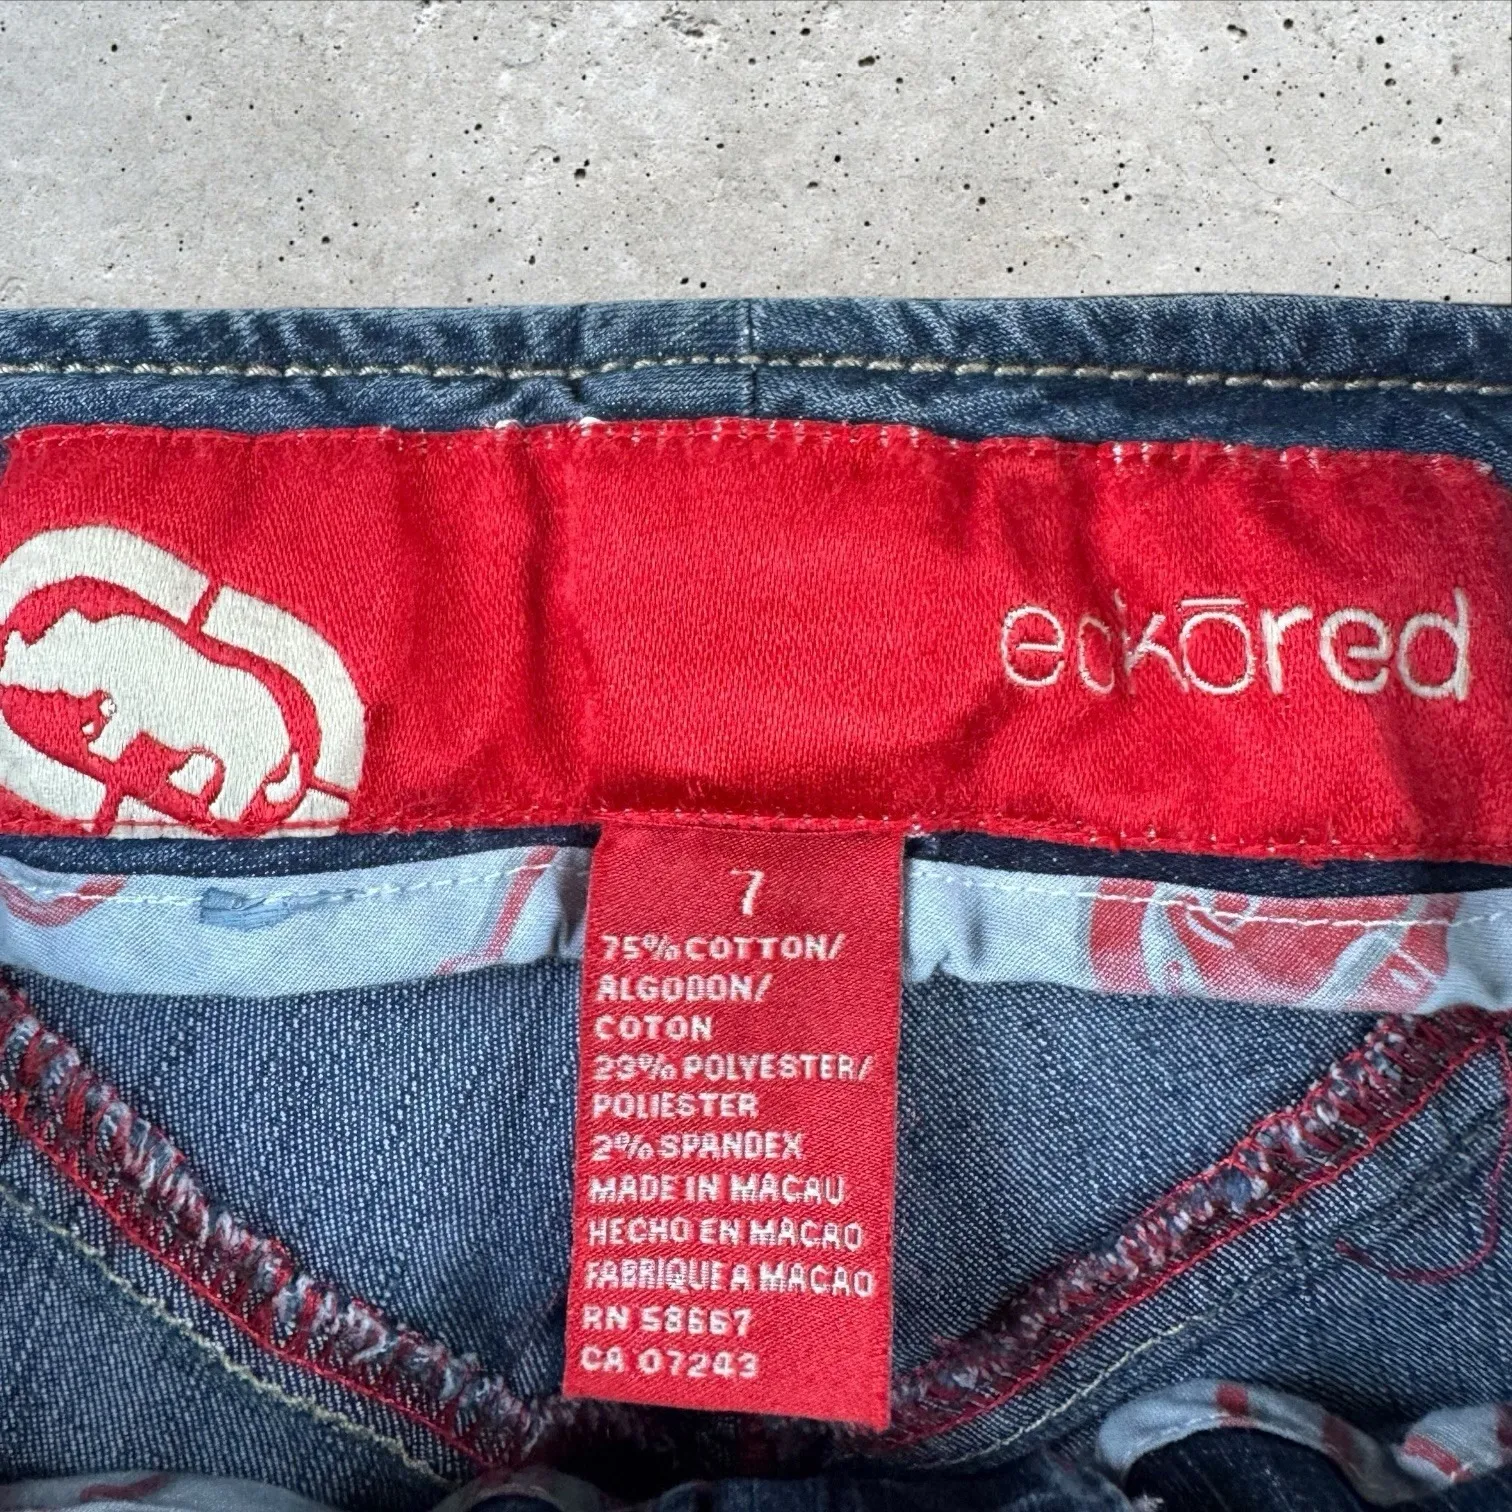 eckōred
7
75% COTTON/
ALGODON/
COTON
23% POLYESTER/
POLIESTER
2% SPANDEX
MADE IN MACAU
HECHO EN MACAO
FABRIQUE A MACAO
RN 58667
CA 07243